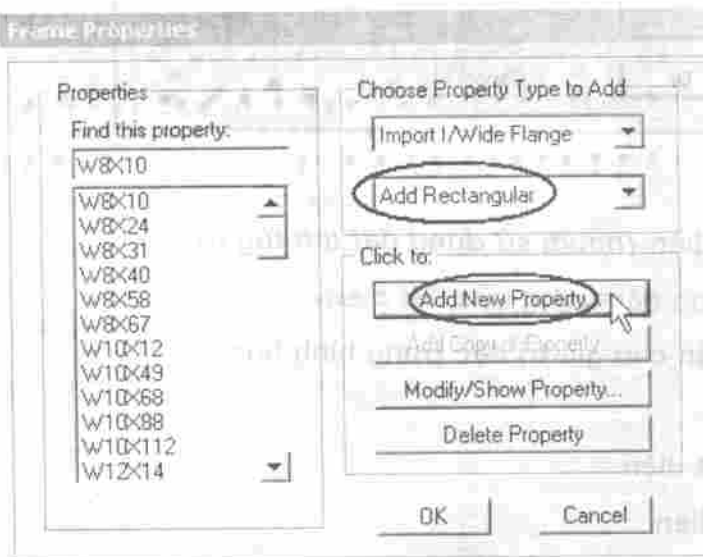 Frame Properties
Properties
Find this property:
W8X10
W8X10
W8X24
W8X31
W8X40
W8X58
W8X67
W10X12
W10X49
W10X68
W10X88
W10X112
W12X14
Choose Property Type to Add
Import I/Wide Flange
Add Rectangular
Click to:
Add New Property
Add Copy of Property
Modify/Show Property...
Delete Property
OK
Cancel